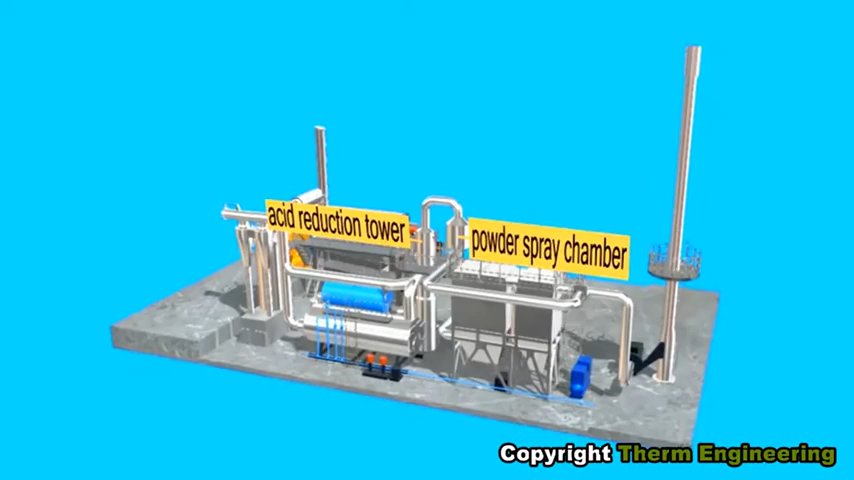 acid reduction tower
powder spray chamber
Copyright Therm Engineering